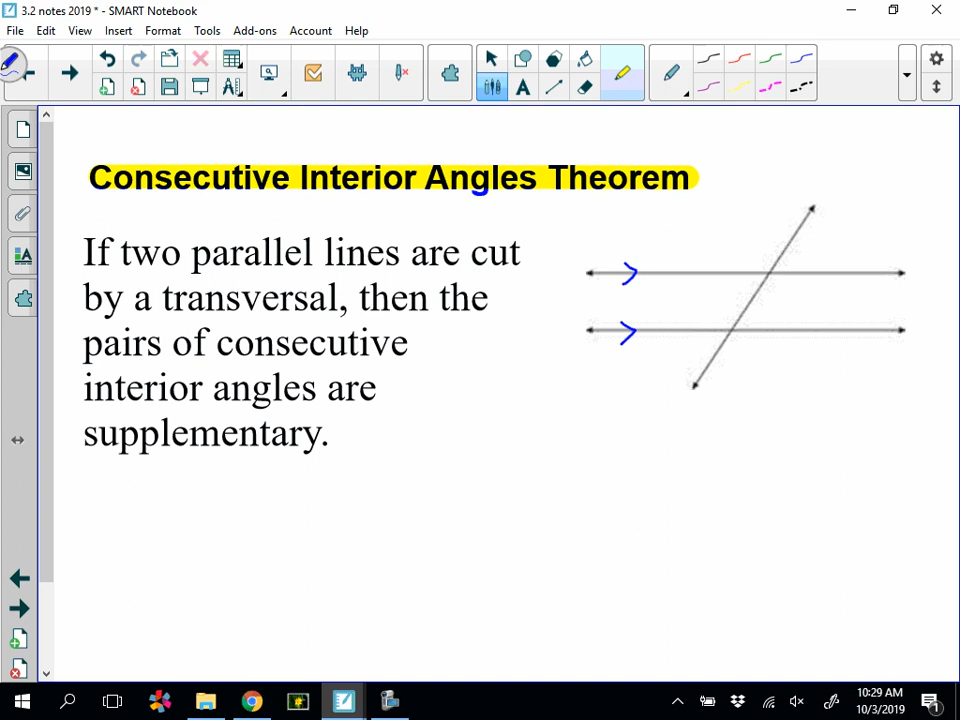 3.2 notes 2019 * - SMART Notebook
File Edit View Insert Format Tools Add-ons Account Help
Consecutive Interior Angles Theorem
If two parallel lines are cut
by a transversal, then the
pairs of consecutive
interior angles are
supplementary.
10:29 AM
10/3/2019
1